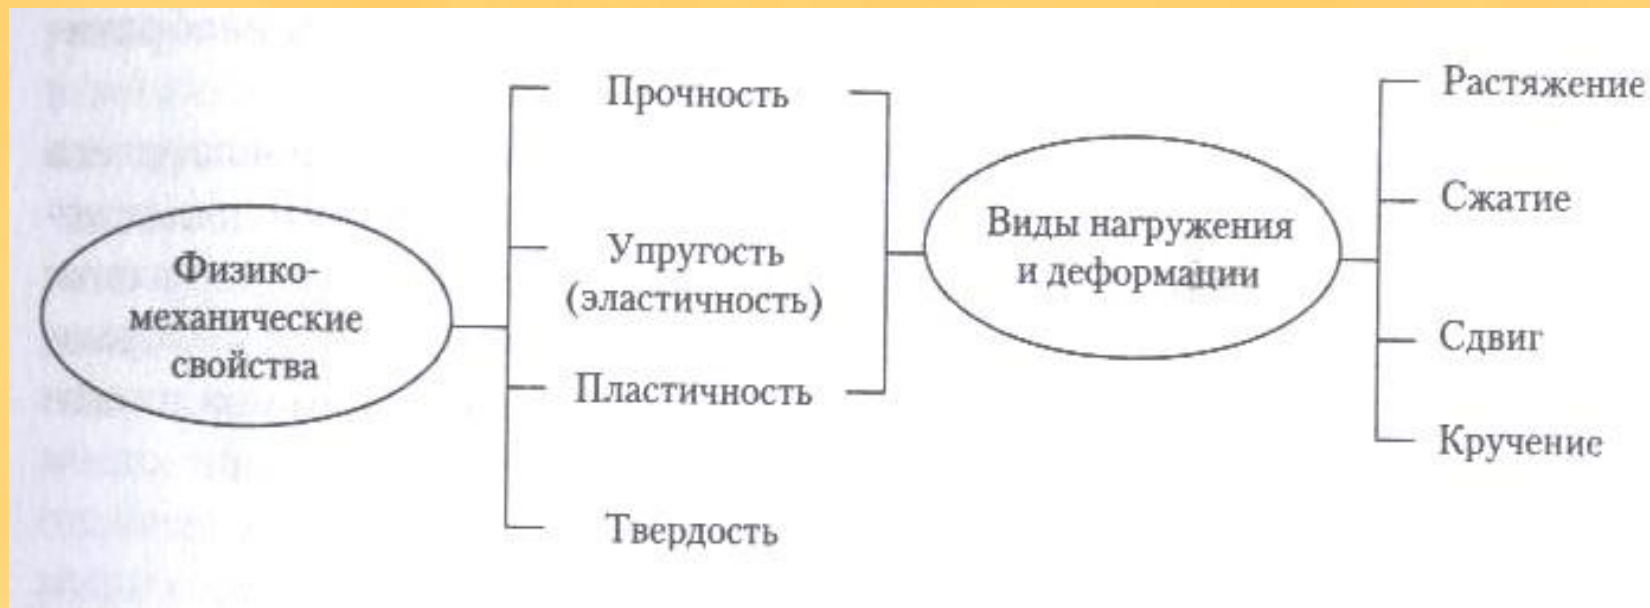 Физико-
механические
свойства
Прочность
Упругость
(эластичность)
Пластичность
Твердость
Виды нагружения
и деформации
Растяжение
Сжатие
Сдвиг
Кручение